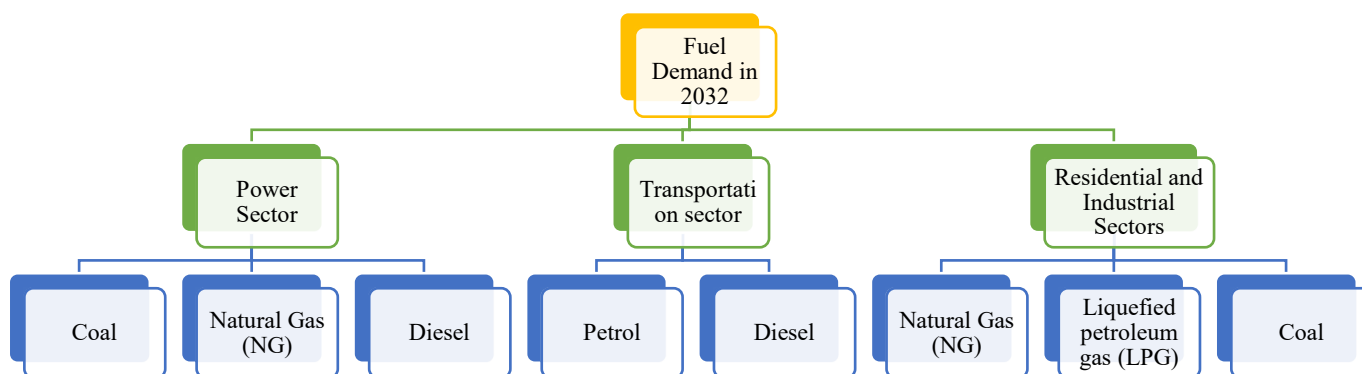 Fuel
Demand in
2032
Power
Sector
Transportati
on sector
Residential and
Industrial
Sectors
Coal
Natural Gas
(NG)
Diesel
Petrol
Diesel
Natural Gas
(NG)
Liquefied
petroleum
gas (LPG)
Coal